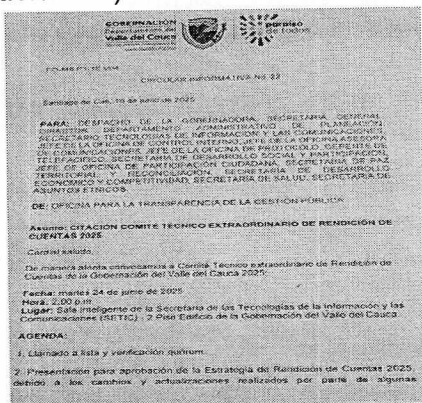 GOBERNACIÓN
Departamento del
Valle del Cauca
paraíso
de todos
CIRCULAR INFORMATIVA No. 22
Santiago de Cali, 16 de junio de 2025
PARA: DESPACHO DE LA GOBERNADORA, SECRETARÍA GENERAL,
DIRECTOR DEPARTAMENTO ADMINISTRATIVO DE PLANEACIÓN,
SECRETARIO TECNOLOGÍAS DE INFORMACIÓN Y LAS COMUNICACIONES,
JEFE DE LA OFICINA DE CONTROL INTERNO, JEFE DE LA OFICINA ASESORA
DE COMUNICACIONES, JEFE DE LA OFICINA DE PROTOCOLO, GERENTE DE
TELEPACIFICO, SECRETARÍA DE DESARROLLO SOCIAL Y PARTICIPACIÓN,
JEFE DE OFICINA DE PARTICIPACIÓN CIUDADANA, SECRETARÍA DE PAZ
TERRITORIAL Y RECONCILIACIÓN, SECRETARÍA DE DESARROLLO
ECONÓMICO Y COMPETITIVIDAD, SECRETARÍA DE SALUD, SECRETARÍA DE
ASUNTOS ÉTNICOS.
DE: OFICINA PARA LA TRANSPARENCIA DE LA GESTIÓN PÚBLICA
Asunto: CITACIÓN COMITÉ TÉCNICO EXTRAORDINARIO DE RENDICIÓN DE
CUENTAS 2025.
Cordial saludo,
De manera atenta convocamos a Comité Técnico extraordinario de Rendición de
Cuentas de la Gobernación del Valle del Cauca 2025:
Fecha: martes 24 de junio de 2025
Hora: 2:00 p.m.
Lugar: Sala Inteligente de la Secretaría de las Tecnologías de la Información y las
Comunicaciones (SETIC) - 2 Piso Edificio de la Gobernación del Valle del Cauca
AGENDA:
1. Llamado a lista y verificación quórum.
2. Presentación para aprobación de la Estrategia de Rendición de Cuentas 2025,
debido a los cambios y actualizaciones realizados por parte de algunas